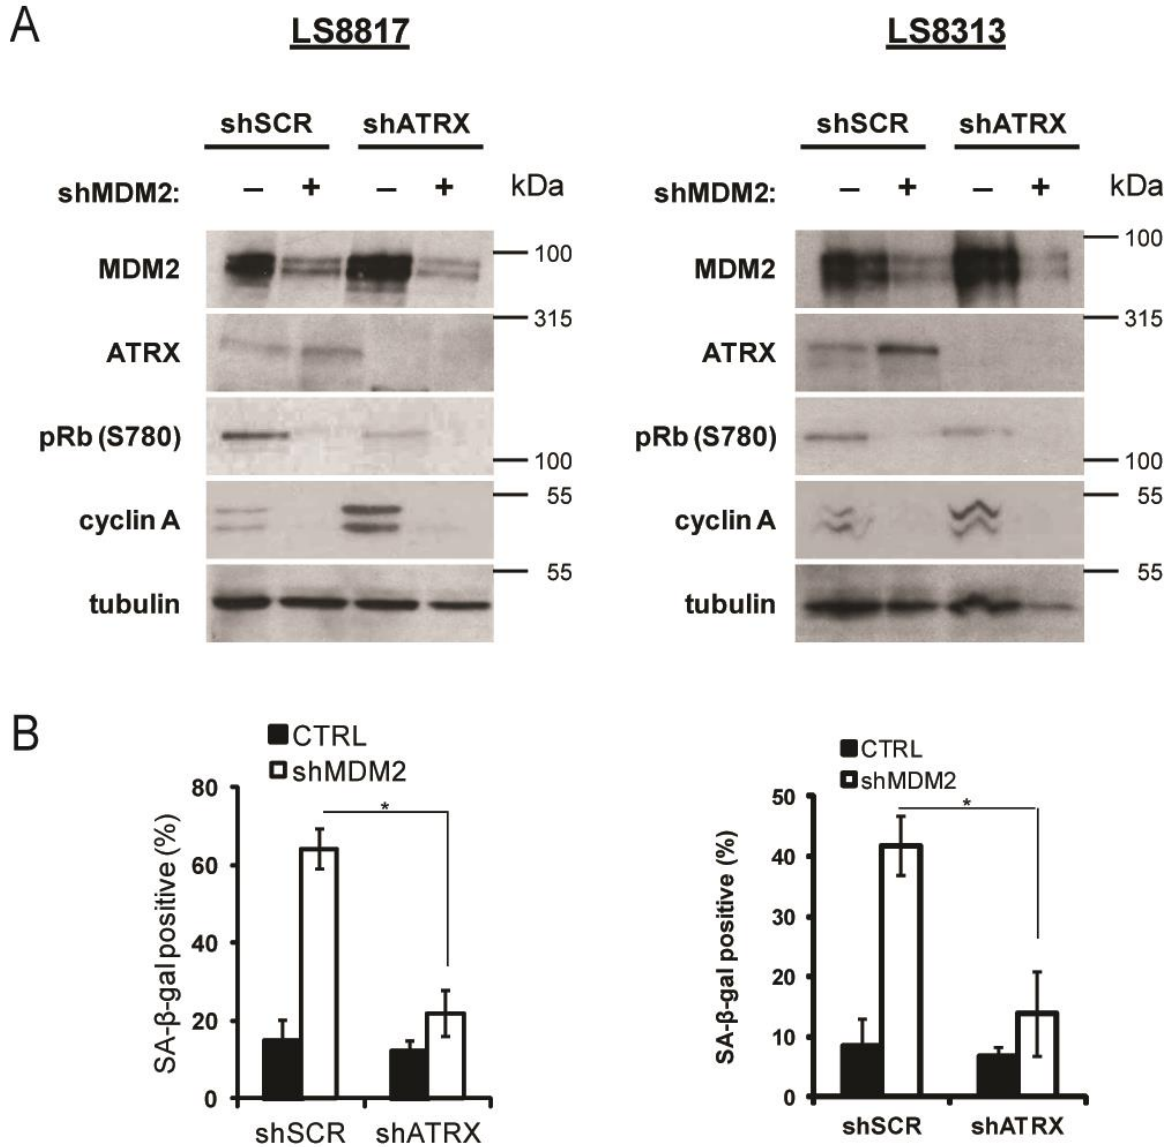 A
LS8817
LS8313
shSCR shATRX
shMDM2: – + – + kDa
MDM2 100
ATRX 315
pRb (S780) 100
cyclin A 55
tubulin 55
shSCR shATRX
shMDM2: – + – + kDa
MDM2 100
ATRX 315
pRb (S780) 100
cyclin A 55
tubulin 55
B
CTRL
shMDM2
SA-β-gal positive (%)
80
60
40
20
0
*
shSCR shATRX
CTRL
shMDM2
SA-β-gal positive (%)
50
40
30
20
10
0
*
shSCR shATRX